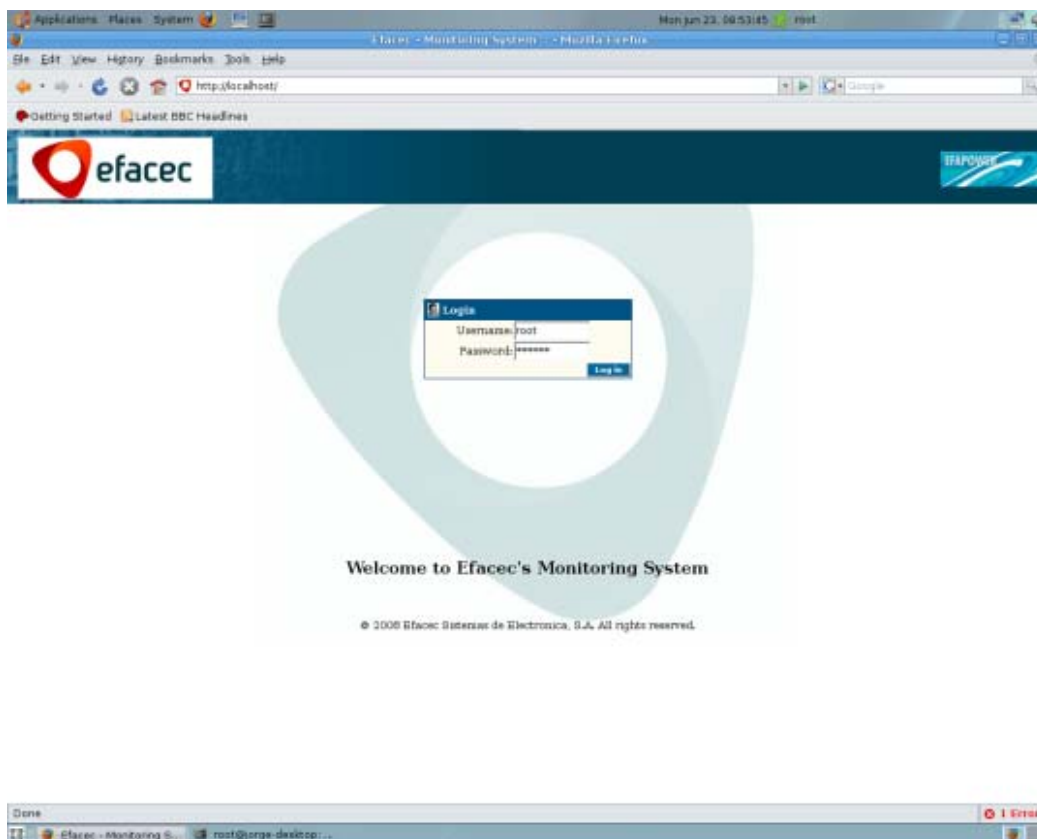 Applications Places System Mon Jun 23, 08:53:45 root
Efacec - Monitoring System : - Mozilla Firefox
File Edit View History Bookmarks Tools Help
http://localhost/ Google
Getting Started Latest BBC Headlines
efacec EFAPOWER
Login
Username: root
Password: ******
Log in
Welcome to Efacec's Monitoring System
© 2008 Efacec Sistemas de Electronica, S.A. All rights reserved.
Done 1 Error
Efacec - Monitoring S... root@jorge-desktop: ..